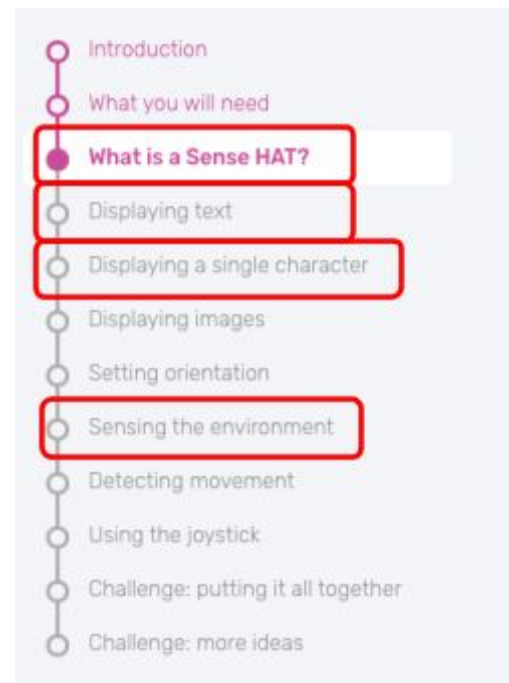 Introduction
What you will need
What is a Sense HAT?
Displaying text
Displaying a single character
Displaying images
Setting orientation
Sensing the environment
Detecting movement
Using the joystick
Challenge: putting it all together
Challenge: more ideas